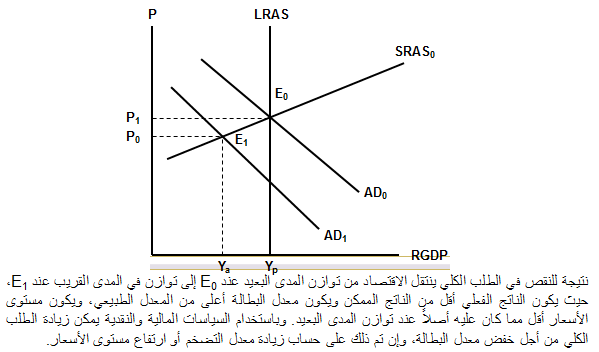 P LRAS
SRAS0
E0
P1
P0
E1
AD0
AD1
Ya Yp RGDP
نتيجة للنقص في الطلب الكلي ينتقل الاقتصاد من توازن المدى البعيد عند E0 إلى توازن في المدى القريب عند E1،
حيث يكون الناتج الفعلي أقل من الناتج الممكن ويكون معدل البطالة أعلى من المعدل الطبيعي، ويكون مستوى
الأسعار أقل مما كان عليه أصلاً عند توازن المدى البعيد. وباستخدام السياسات المالية والنقدية يمكن زيادة الطلب
الكلي من أجل خفض معدل البطالة، وإن تم ذلك على حساب زيادة معدل التضخم أو ارتفاع مستوى الأسعار.